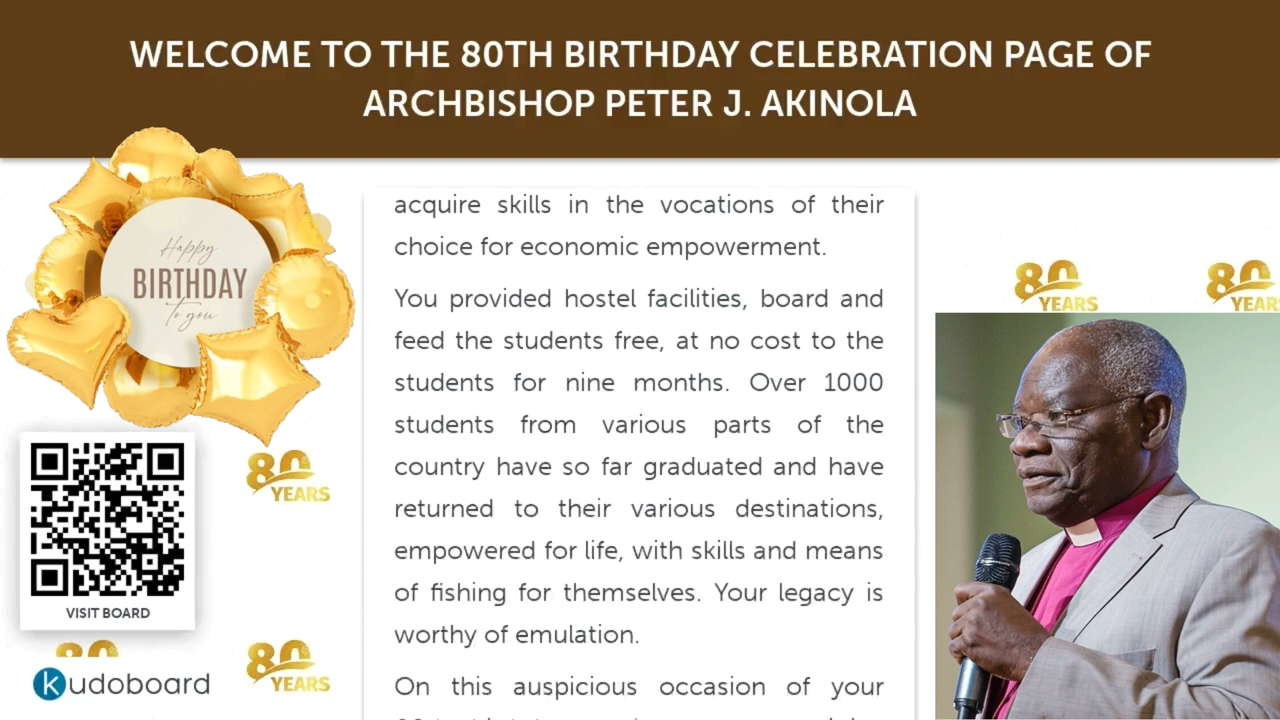 WELCOME TO THE 80TH BIRTHDAY CELEBRATION PAGE OF
ARCHBISHOP PETER J. AKINOLA
Happy
BIRTHDAY
To you
80
YEARS
VISIT BOARD
80
80
YEARS
kudoboard
acquire skills in the vocations of their
choice for economic empowerment.
You provided hostel facilities, board and
feed the students free, at no cost to the
students for nine months. Over 1000
students from various parts of the
country have so far graduated and have
returned to their various destinations,
empowered for life, with skills and means
of fishing for themselves. Your legacy is
worthy of emulation.
On this auspicious occasion of your
80
YEARS
80
YEARS